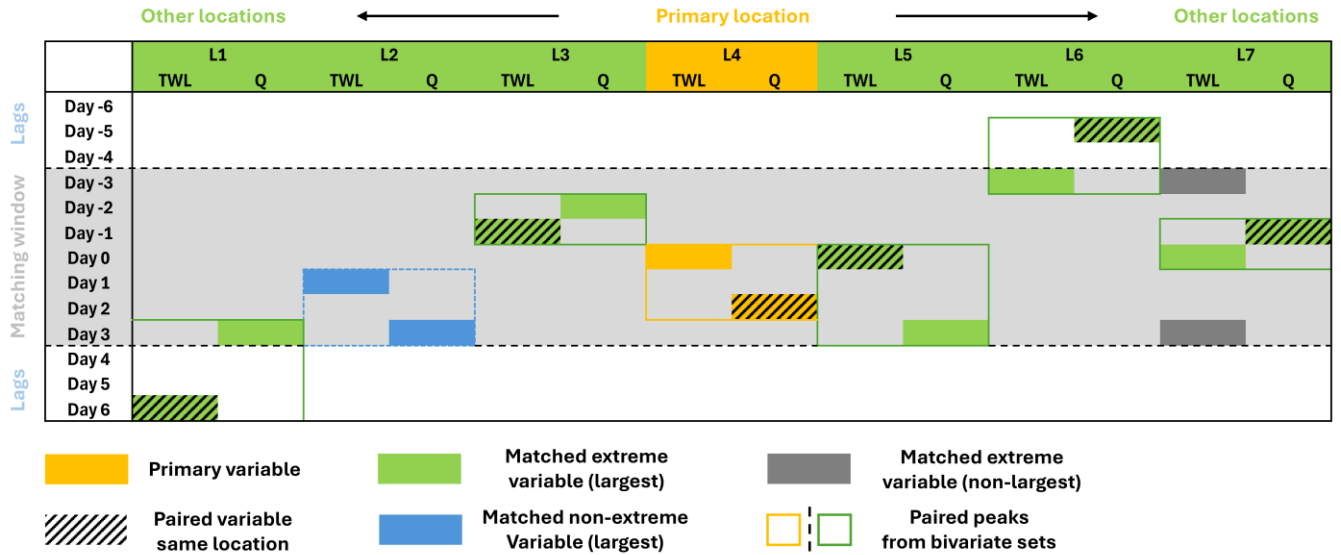 Other locations
Primary location
Other locations
L1 L2 L3 L4 L5 L6 L7
TWL Q TWL Q TWL Q TWL Q TWL Q TWL Q TWL Q
Lags
Day -6
Day -5
Day -4
Matching window
Day -3
Day -2
Day -1
Day 0
Day 1
Day 2
Day 3
Lags
Day 4
Day 5
Day 6
Primary variable
Matched extreme
variable (largest)
Matched extreme
variable (non-largest)
Paired variable
same location
Matched non-extreme
Variable (largest)
Paired peaks
from bivariate sets